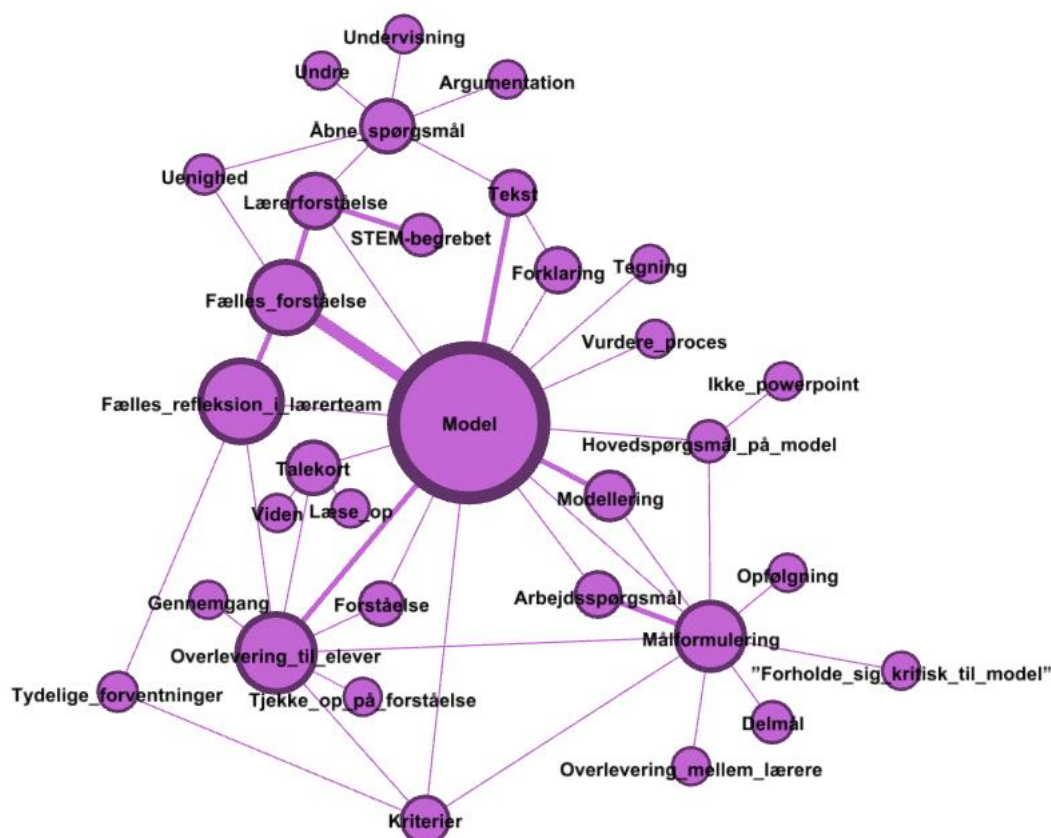 Undervisning
Undre
Argumentation
Åbne_spørgsmål
Uenighed
Lærerforståelse
Tekst
STEM-begrebet
Forklaring
Tegning
Fælles_forståelse
Vurdere_proces
Ikke_powerpoint
Fælles_refleksion_i_lærerteam
Model
Hovedspørgsmål_på_model
Talekort
Modellering
Viden
Læse_op
Opfølgning
Arbejdsspørgsmål
Gennemgang
Forståelse
Målformulering
Overlevering_til_elever
"Forholde_sig_kritisk_til_model"
Tydelige_forventninger
Tjekke_op_på_forståelse
Delmål
Overlevering_mellem_lærere
Kriterier